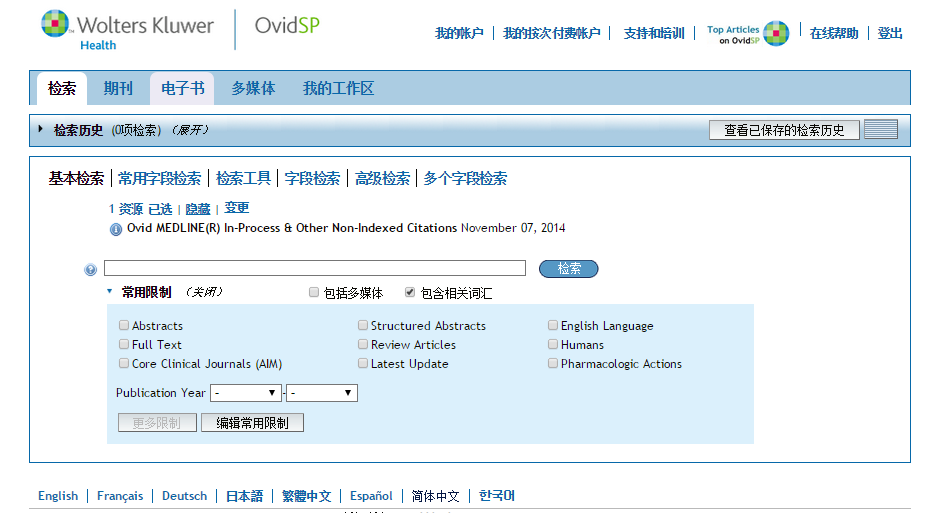 Wolters Kluwer Health OvidSP
我的帐户 | 我的按次付费帐户 | 支持和培训 | Top Articles on OvidSP | 在线帮助 | 登出
检索 期刊 电子书 多媒体 我的工作区
检索历史 (0项检索) (展开) 查看已保存的检索历史
基本检索 | 常用字段检索 | 检索工具 | 字段检索 | 高级检索 | 多个字段检索
1 资源 已选 | 隐藏 | 变更
Ovid MEDLINE(R) In-Process & Other Non-Indexed Citations November 07, 2014
检索
常用限制 (关闭) 包括多媒体 包含相关词汇
Abstracts Structured Abstracts English Language
Full Text Review Articles Humans
Core Clinical Journals (AIM) Latest Update Pharmacologic Actions
Publication Year - - -
更多限制 编辑常用限制
English | Français | Deutsch | 日本語 | 繁體中文 | Español | 简体中文 | 한국어